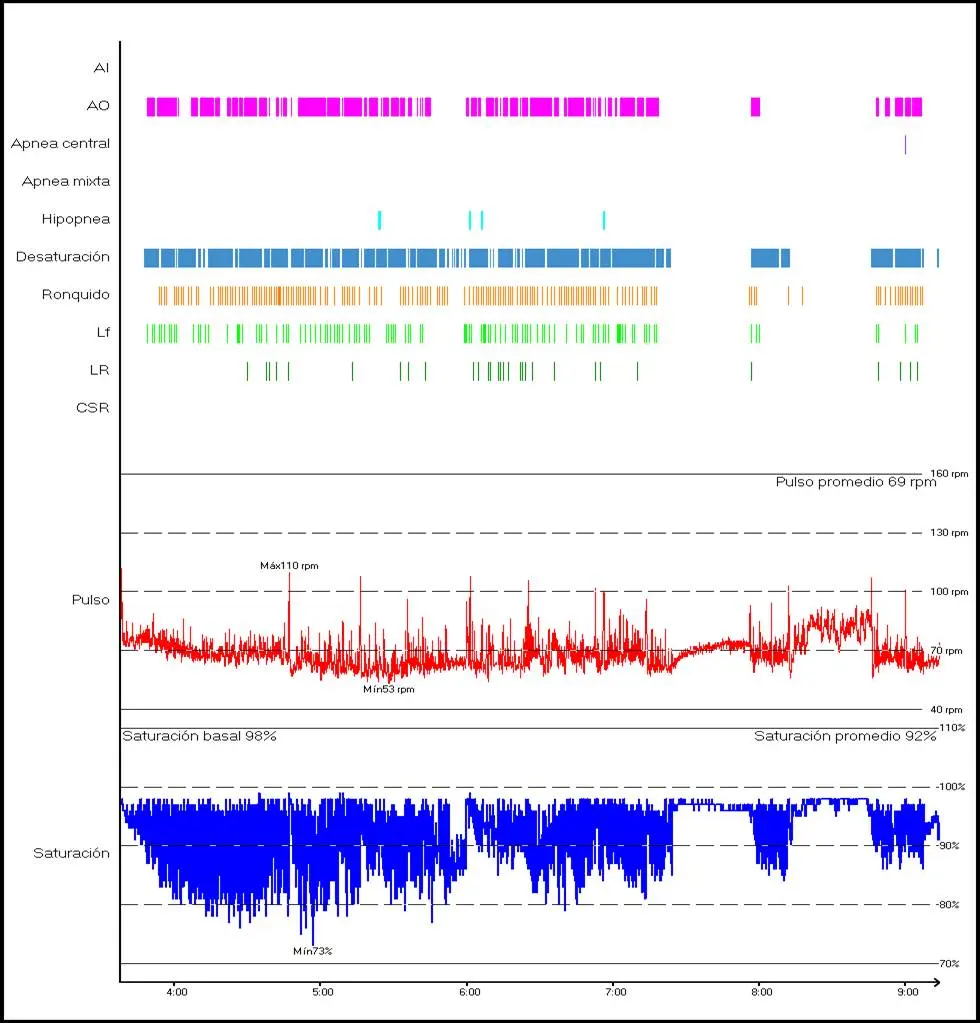 AI
AO
Apnea central
Apnea mixta
Hipopnea
Desaturación
Ronquido
Lf
LR
CSR
160 rpm
Pulso promedio 69 rpm
130 rpm
Máx110 rpm
100 rpm
Pulso
70 rpm
Mín53 rpm
40 rpm
110%
Saturación basal 98%
Saturación promedio 92%
100%
90%
Saturación
80%
Mín73%
70%
4:00 5:00 6:00 7:00 8:00 9:00